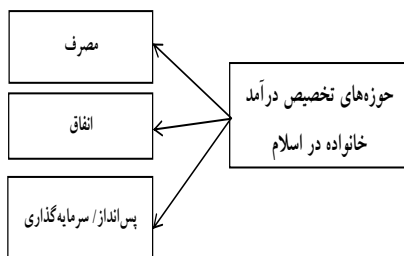 حوزه‌های تخصیص درآمد
خانواده در اسلام
مصرف
انفاق
پس‌انداز/ سرمایه‌گذاری